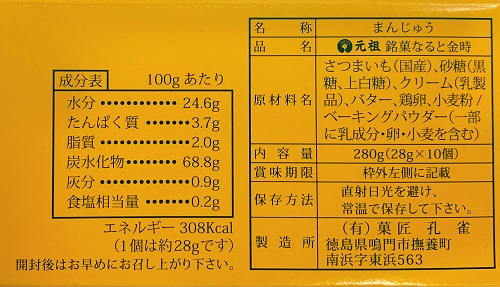 成分表 100gあたり
水分 ············· 24.6g
たんぱく質 ······ 3.7g
脂質 ············· 2.0g
炭水化物 ········ 68.8g
灰分 ············· 0.9g
食塩相当量 ······ 0.2g
エネルギー 308Kcal
(1個は約28gです)
開封後はお早めにお召し上がり下さい。
名称 まんじゅう
品名 元祖 銘菓なると金時
原材料名 さつまいも(国産)、砂糖(黒
糖、上白糖)、クリーム(乳製
品)、バター、鶏卵、小麦粉/
ベーキングパウダー(一部
に乳成分・卵・小麦を含む)
内容量 280g(28g×10個)
賞味期限 枠外左側に記載
保存方法 直射日光を避け、
常温で保存して下さい。
製造所 (有)菓匠 孔雀
徳島県鳴門市撫養町
南浜字東浜563